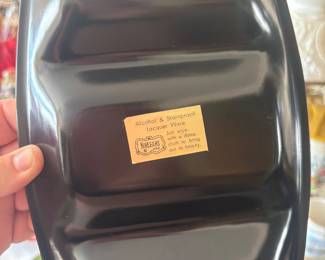 Alcohol & Stainproof
Lacquer Ware
Just wipe
with a damp
cloth to bring
out its beauty.